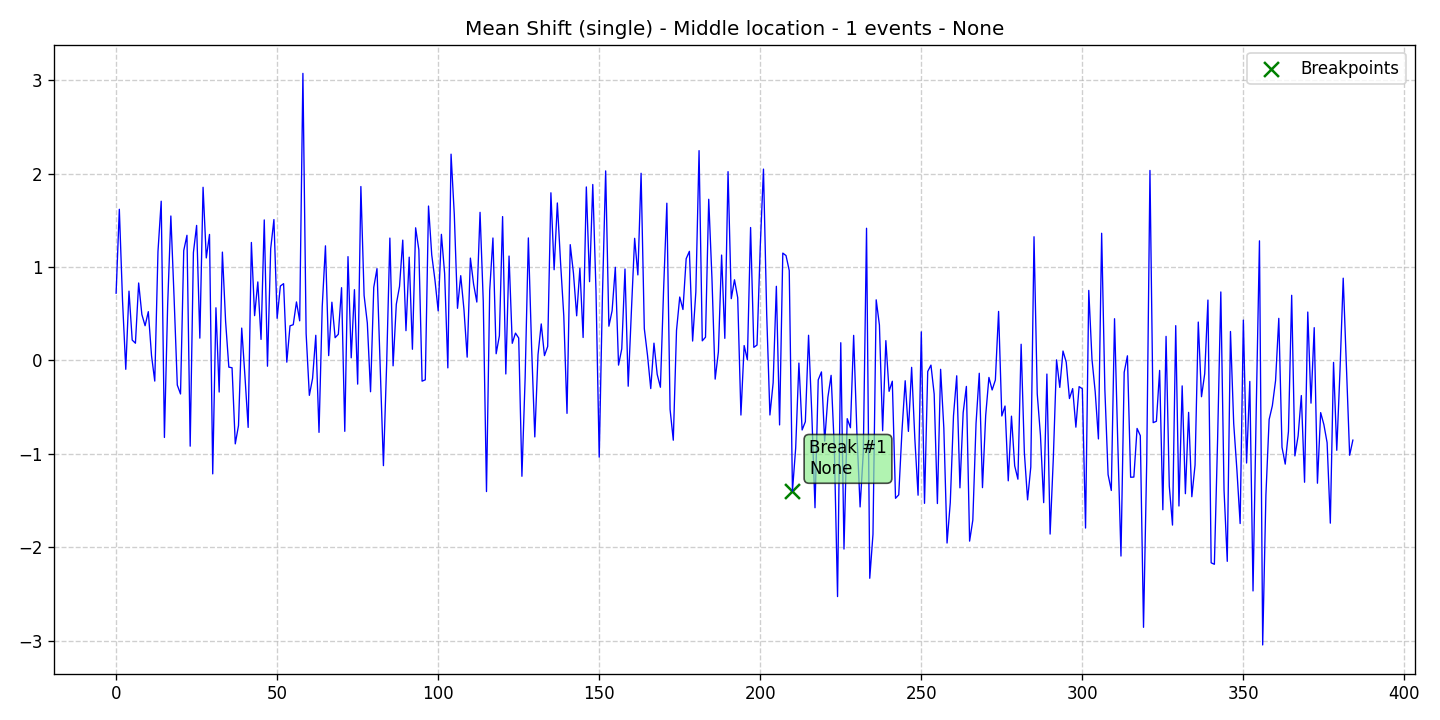 Mean Shift (single) - Middle location - 1 events - None
Breakpoints
Break #1
None
3
2
1
0
−1
−2
−3
0 50 100 150 200 250 300 350 400